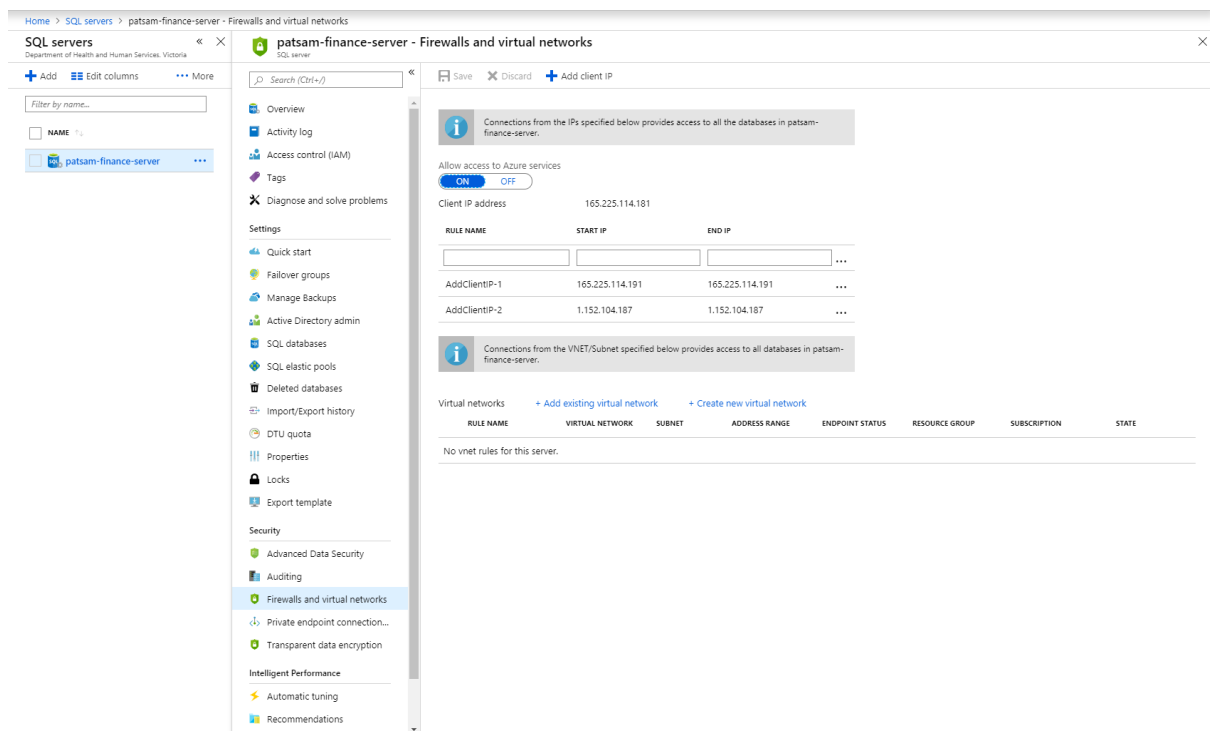 Home > SQL servers > patsam-finance-server - Firewalls and virtual networks
SQL servers
Department of Health and Human Services. Victoria
Add Edit columns ••• More
Filter by name...
NAME
patsam-finance-server •••
patsam-finance-server - Firewalls and virtual networks
SQL server
Search (Ctrl+/)
Overview
Activity log
Access control (IAM)
Tags
Diagnose and solve problems
Settings
Quick start
Failover groups
Manage Backups
Active Directory admin
SQL databases
SQL elastic pools
Deleted databases
Import/Export history
DTU quota
Properties
Locks
Export template
Security
Advanced Data Security
Auditing
Firewalls and virtual networks
Private endpoint connection...
Transparent data encryption
Intelligent Performance
Automatic tuning
Recommendations
Save Discard Add client IP
Connections from the IPs specified below provides access to all the databases in patsam-
finance-server.
Allow access to Azure services
ON OFF
Client IP address 165.225.114.181
RULE NAME START IP END IP
...
AddClientIP-1 165.225.114.191 165.225.114.191 ...
AddClientIP-2 1.152.104.187 1.152.104.187 ...
Connections from the VNET/Subnet specified below provides access to all databases in patsam-
finance-server.
Virtual networks + Add existing virtual network + Create new virtual network
RULE NAME VIRTUAL NETWORK SUBNET ADDRESS RANGE ENDPOINT STATUS RESOURCE GROUP SUBSCRIPTION STATE
No vnet rules for this server.